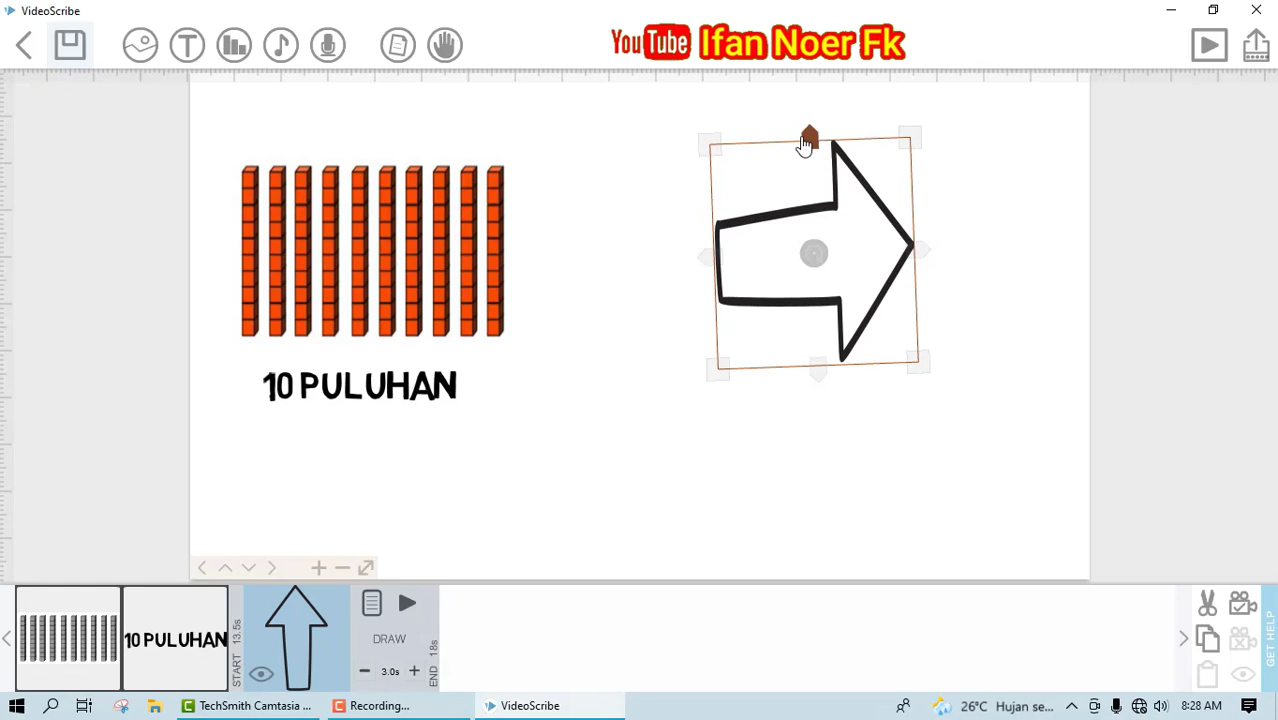 VideoScribe
YouTube Ifan Noer Fk
10 PULUHAN
10 PULUHAN
START 13.5s
DRAW
3.0s
END 18s
GET HELP
TechSmith Camtasia ...
Recording...
VideoScribe
26°C Hujan se...
8:28 AM